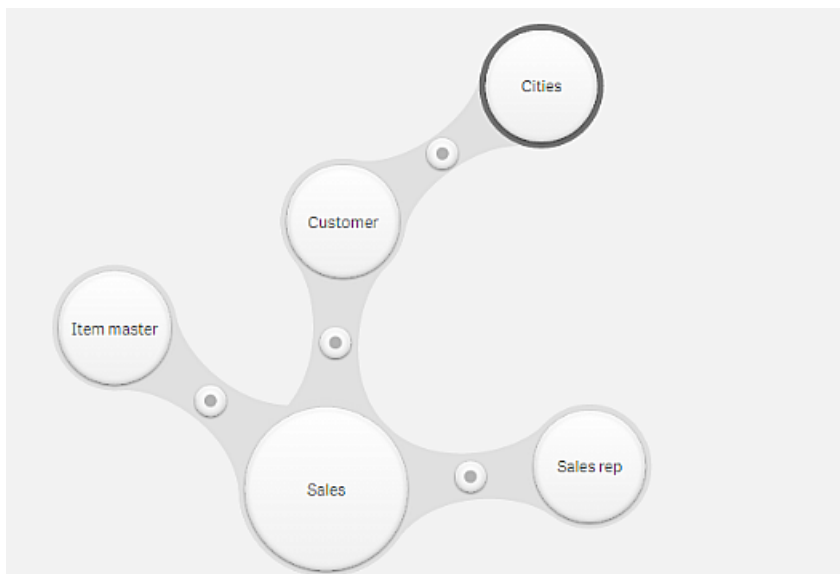 Cities
Customer
Item master
Sales rep
Sales